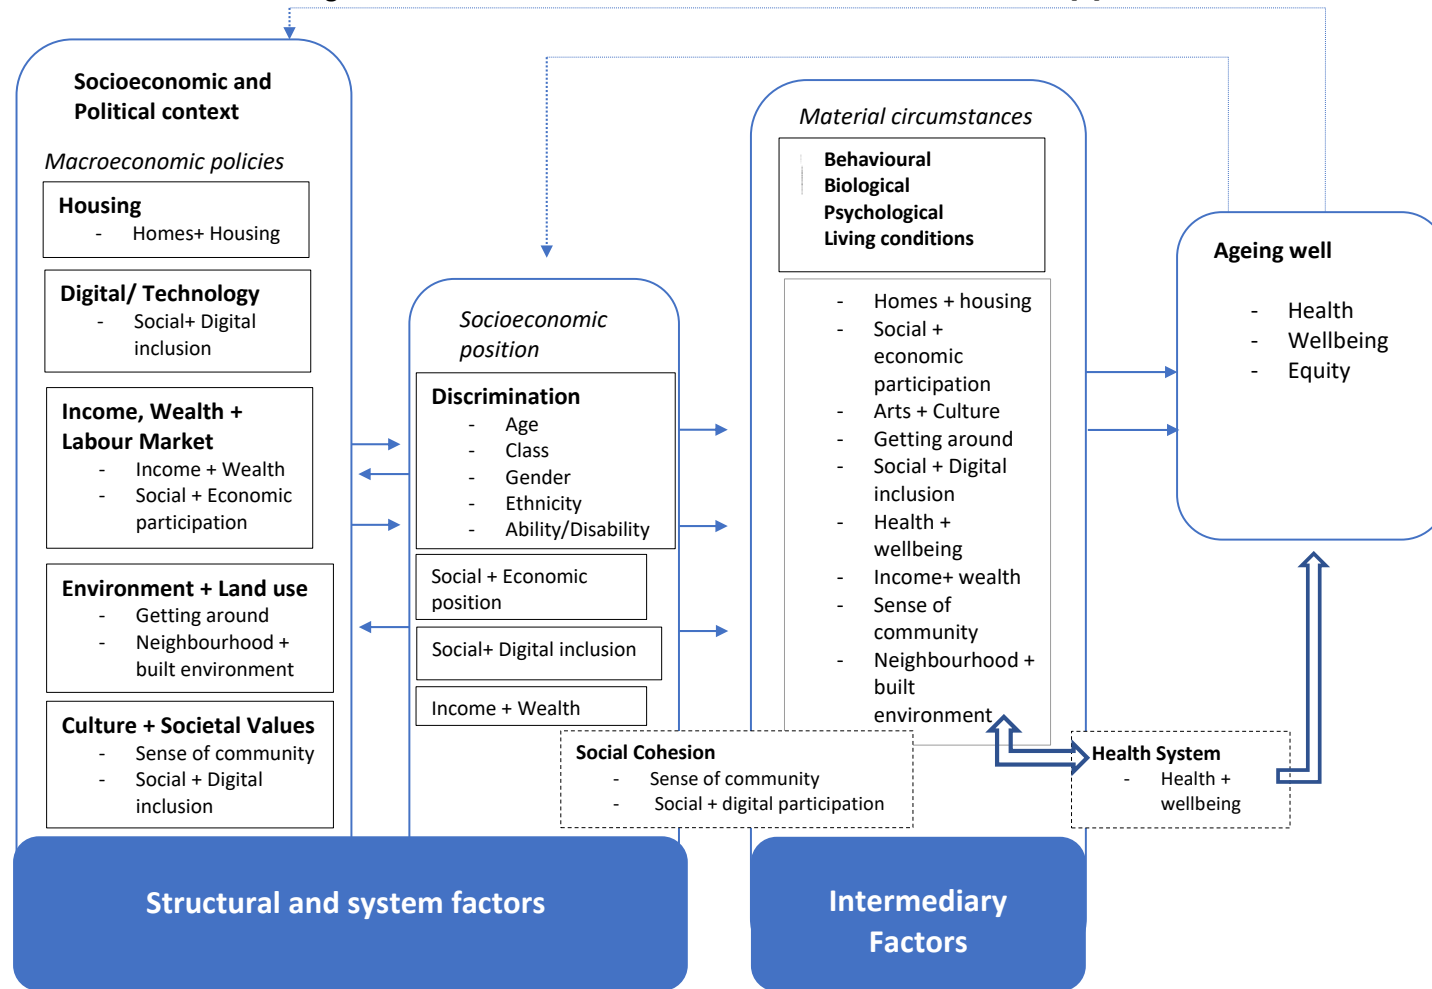 Socioeconomic and
Political context
Macroeconomic policies
Housing
- Homes+ Housing
Digital/ Technology
- Social+ Digital
inclusion
Income, Wealth +
Labour Market
- Income + Wealth
- Social + Economic
participation
Environment + Land use
- Getting around
- Neighbourhood +
built environment
Culture + Societal Values
- Sense of community
- Social + Digital
inclusion
Socioeconomic
position
Discrimination
- Age
- Class
- Gender
- Ethnicity
- Ability/Disability
Social + Economic
position
Social+ Digital inclusion
Income + Wealth
Structural and system factors
Social Cohesion
- Sense of community
- Social + digital participation
Material circumstances
Behavioural
Biological
Psychological
Living conditions
- Homes + housing
- Social +
economic
participation
- Arts + Culture
- Getting around
- Social + Digital
inclusion
- Health +
wellbeing
- Income+ wealth
- Sense of
community
- Neighbourhood +
built
environment
Intermediary
Factors
Health System
- Health +
wellbeing
Ageing well
- Health
- Wellbeing
- Equity